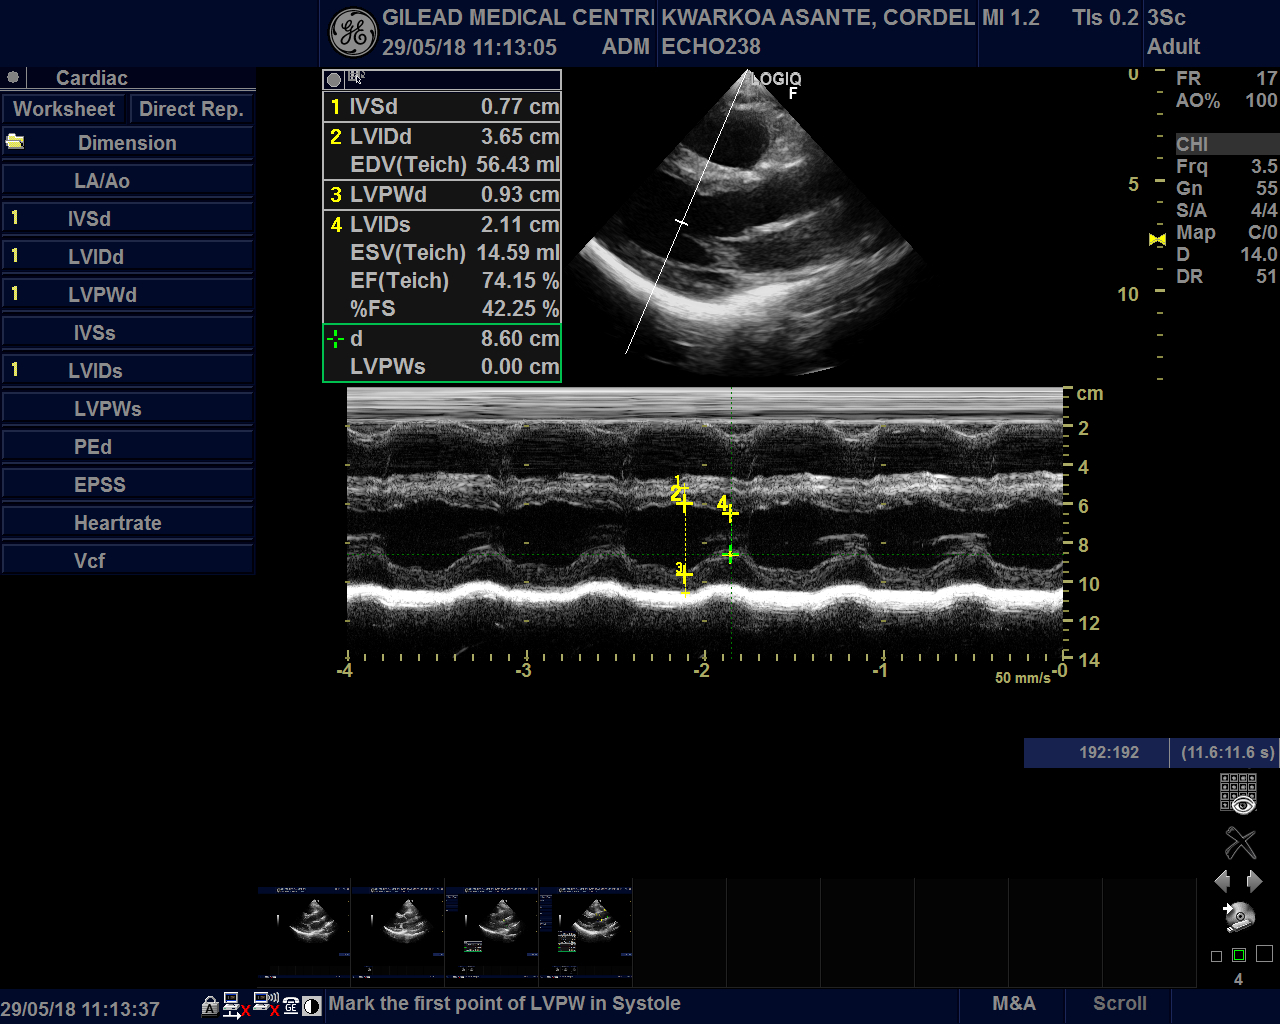 GILEAD MEDICAL CENTRI KWARKOA ASANTE, CORDEL MI 1.2 TIs 0.2 3Sc
29/05/18 11:13:05 ADM ECHO238 Adult
Cardiac
Worksheet Direct Rep.
Dimension
LA/Ao
1 IVSd
1 LVIDd
1 LVPWd
IVSs
1 LVIDs
LVPWs
PEd
EPSS
Heartrate
Vcf
1 IVSd 0.77 cm
2 LVIDd 3.65 cm
EDV(Teich) 56.43 ml
3 LVPWd 0.93 cm
4 LVIDs 2.11 cm
ESV(Teich) 14.59 ml
EF(Teich) 74.15 %
%FS 42.25 %
d 8.60 cm
LVPWs 0.00 cm
LOGIQ
F
0
5
10
FR 17
AO% 100
CHI
Frq 3.5
Gn 55
S/A 4/4
Map C/0
D 14.0
DR 51
cm
2
4
6
8
10
12
14
1
2
3
4
-4 -3 -2 -1 -0
50 mm/s
192:192 (11.6:11.6 s)
4
29/05/18 11:13:37 Mark the first point of LVPW in Systole M&A Scroll